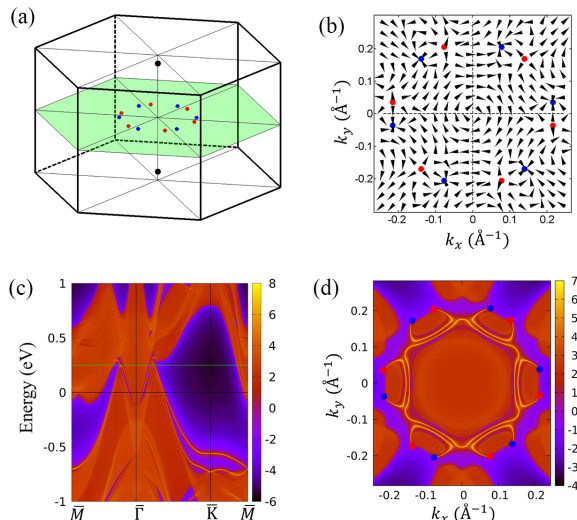 (a)
(b)
k_y (Å⁻¹)
0.2
0.1
0
-0.1
-0.2
-0.2 -0.1 0 0.1 0.2
k_x (Å⁻¹)
(c)
Energy (eV)
1
0.5
0
-0.5
-1
M̅ Γ̅ K̅ M̅
8
6
4
2
0
-2
-4
-6
(d)
k_y (Å⁻¹)
0.2
0.1
0
-0.1
-0.2
-0.2 -0.1 0 0.1 0.2
k_x (Å⁻¹)
7
6
5
4
3
2
1
0
-1
-2
-3
-4